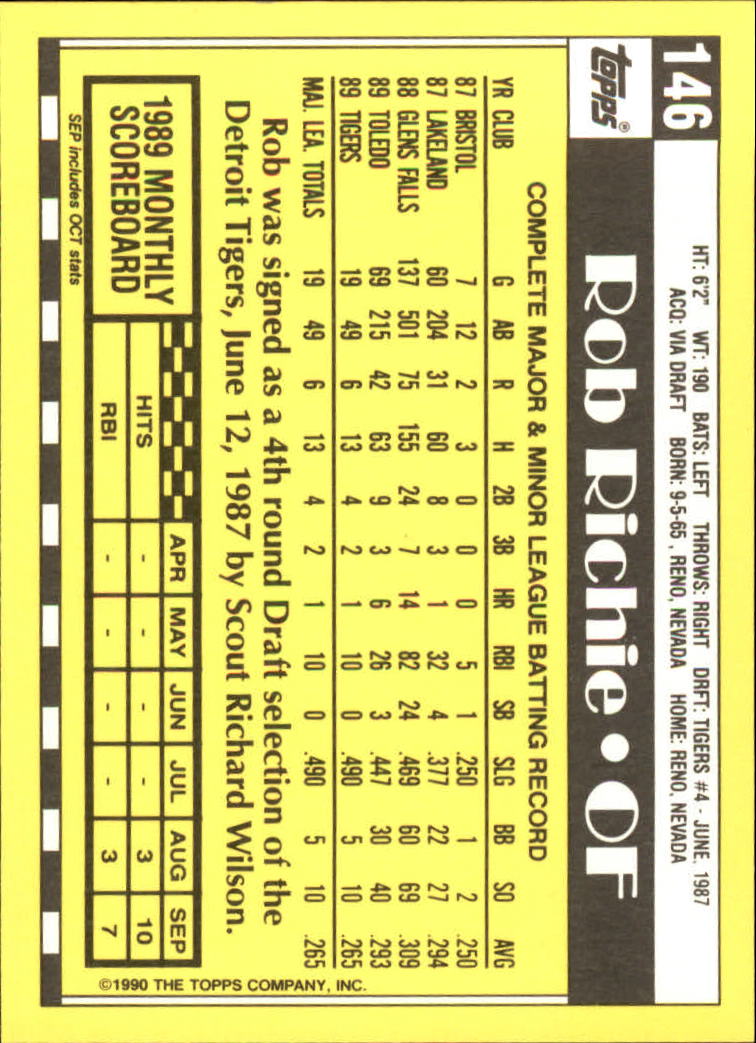 146
topps®
HT: 6'2" WT: 190 BATS: LEFT THROWS: RIGHT DRFT: TIGERS #4 - JUNE, 1987
ACQ: VIA DRAFT BORN: 9-5-65, RENO, NEVADA HOME: RENO, NEVADA
Rob Richie • OF
COMPLETE MAJOR & MINOR LEAGUE BATTING RECORD
YR CLUB G AB R H 2B 3B HR RBI SB SLG BB SO AVG
87 BRISTOL 7 12 2 3 0 0 0 5 1 .250 1 2 .250
87 LAKELAND 60 204 31 60 8 3 1 32 4 .377 22 27 .294
88 GLENS FALLS 137 501 75 155 24 7 14 82 24 .469 60 69 .309
89 TOLEDO 69 215 42 63 9 3 6 26 3 .447 30 40 .293
89 TIGERS 19 49 6 13 4 2 1 10 0 .490 5 10 .265
MAJ. LEA. TOTALS 19 49 6 13 4 2 1 10 0 .490 5 10 .265
Rob was signed as a 4th round Draft selection of the
Detroit Tigers, June 12, 1987 by Scout Richard Wilson.
1989 MONTHLY
SCOREBOARD
APR MAY JUN JUL AUG SEP
HITS - - - - 3 10
RBI - - - - 3 7
SEP includes OCT stats
©1990 THE TOPPS COMPANY, INC.